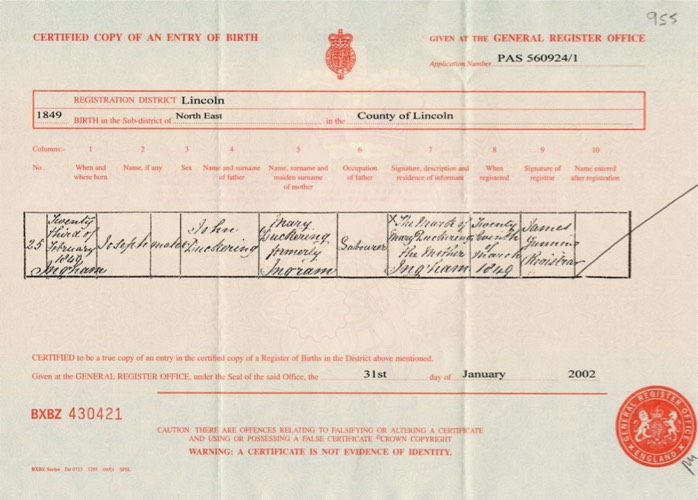 955
CERTIFIED COPY OF AN ENTRY OF BIRTH
GIVEN AT THE GENERAL REGISTER OFFICE
Application Number PAS 560924/1
REGISTRATION DISTRICT Lincoln
1849 BIRTH in the Sub-district of North East in the County of Lincoln
Columns:- 1 2 3 4 5 6 7 8 9 10
No. When and where born Name, if any Sex Name and surname of father Name, surname and maiden surname of mother Occupation of father Signature, description and residence of informant When registered Signature of registrar Name entered after registration
25
Twenty
third of
February
1849
Ingham
Joseph
male
John
Duckering
Mary
Duckering
formerly
Ingram
Labourer
X The Mark of
Mary Duckering
The Mother
Ingham
Twenty
seventh
of
March
1849
James
Registrar
CERTIFIED to be a true copy of an entry in the certified copy of a Register of Births in the District above mentioned.
Given at the GENERAL REGISTER OFFICE, under the Seal of the said Office, the 31st day of January 2002
BXBZ 430421
CAUTION: THERE ARE OFFENCES RELATING TO FALSIFYING OR ALTERING A CERTIFICATE
AND USING OR POSSESSING A FALSE CERTIFICATE ©CROWN COPYRIGHT
WARNING: A CERTIFICATE IS NOT EVIDENCE OF IDENTITY.
GENERAL REGISTER OFFICE
ENGLAND